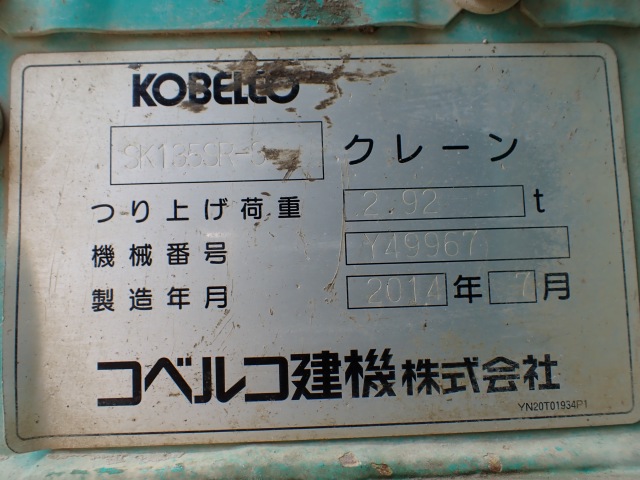 KOBELCO
SK135SR-3 クレーン
つり上げ荷重 2.92 t
機械番号 Y49967
製造年月 2014 年 7 月
コベルコ建機株式会社
YN20T01934P1